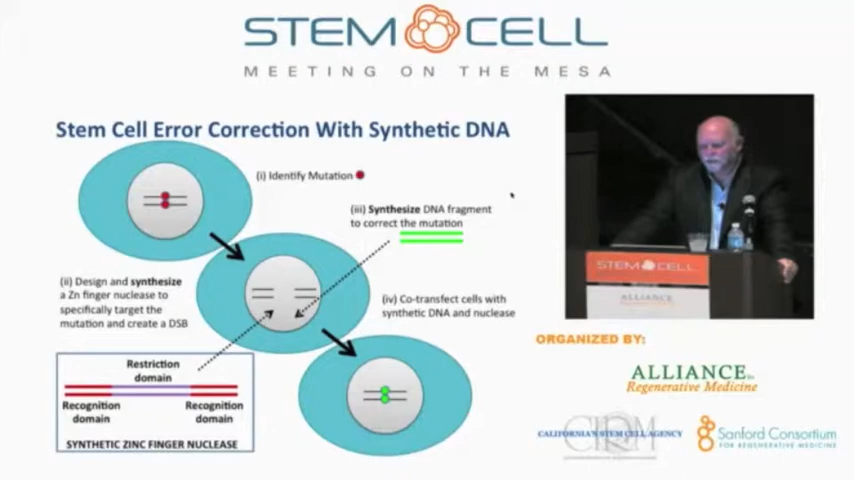 STEM CELL
MEETING ON THE MESA
Stem Cell Error Correction With Synthetic DNA
(i) Identify Mutation
(iii) Synthesize DNA fragment
to correct the mutation
(ii) Design and synthesize
a Zn finger nuclease to
specifically target the
mutation and create a DSB
(iv) Co-transfect cells with
synthetic DNA and nuclease
Restriction
domain
Recognition
domain
Recognition
domain
SYNTHETIC ZINC FINGER NUCLEASE
STEM CELL
ALLIANCE
ORGANIZED BY:
ALLIANCE for
Regenerative Medicine
CIRM
CALIFORNIA'S STEM CELL AGENCY
Sanford Consortium
FOR REGENERATIVE MEDICINE